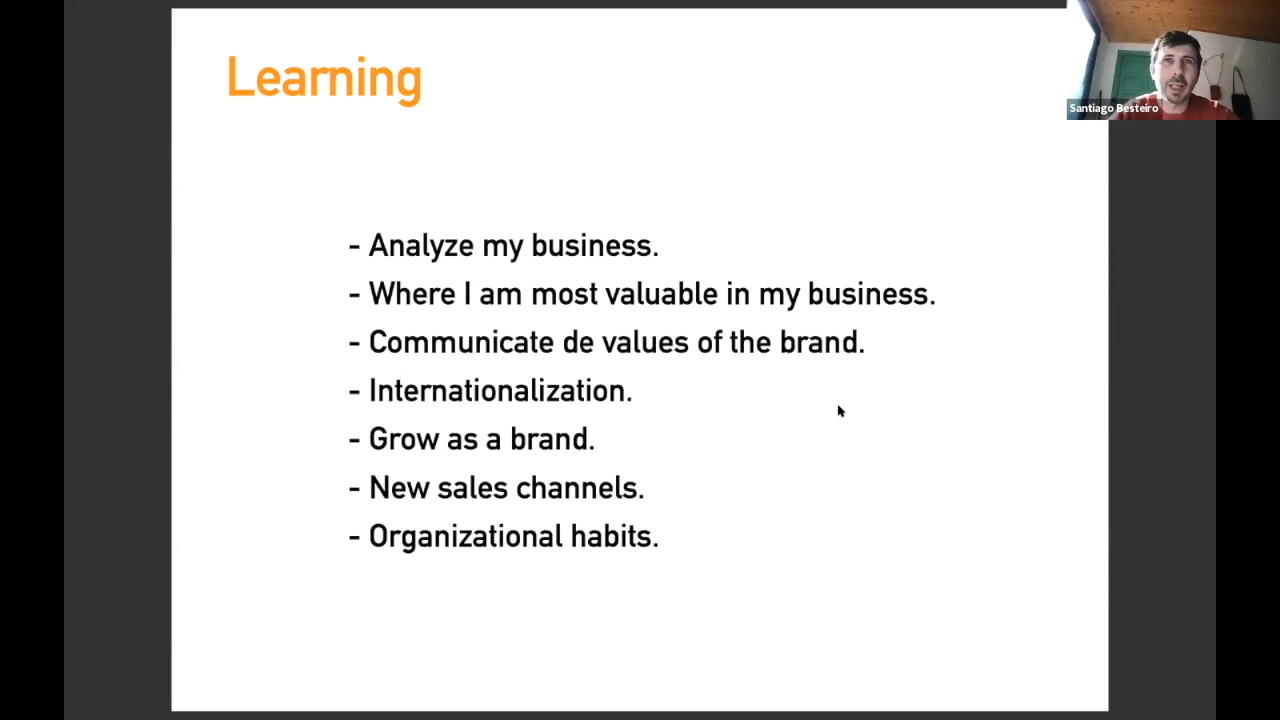 Learning
Santiago Besteiro
- Analyze my business.
- Where I am most valuable in my business.
- Communicate de values of the brand.
- Internationalization.
- Grow as a brand.
- New sales channels.
- Organizational habits.